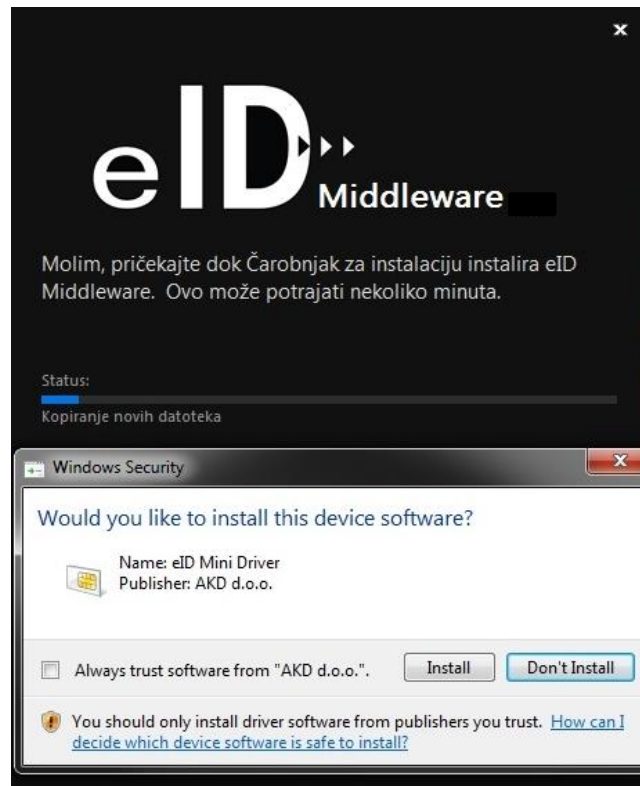 x
eID
Middleware
Molim, pričekajte dok Čarobnjak za instalaciju instalira eID
Middleware. Ovo može potrajati nekoliko minuta.
Status:
Kopiranje novih datoteka
Windows Security
x
Would you like to install this device software?
Name: eID Mini Driver
Publisher: AKD d.o.o.
Always trust software from "AKD d.o.o.".
Install
Don't Install
You should only install driver software from publishers you trust. How can I
decide which device software is safe to install?